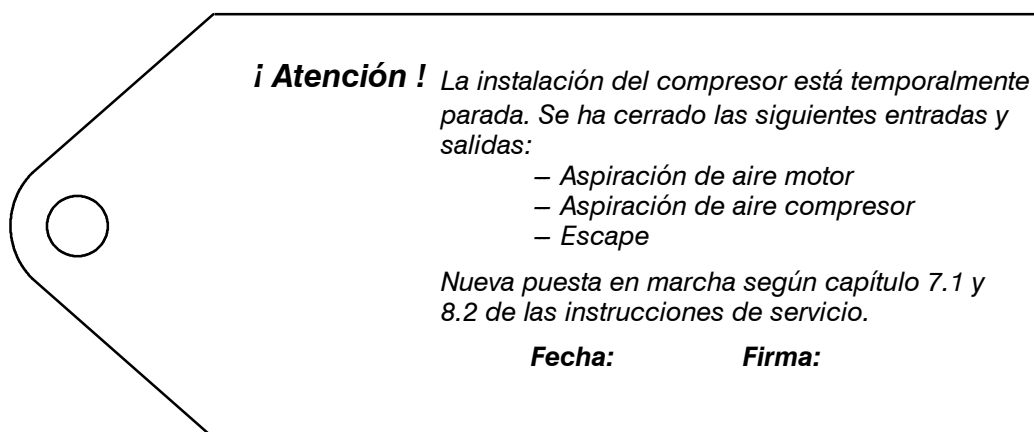 ¡ Atención ! La instalación del compresor está temporalmente
parada. Se ha cerrado las siguientes entradas y
salidas:
– Aspiración de aire motor
– Aspiración de aire compresor
– Escape
Nueva puesta en marcha según capítulo 7.1 y
8.2 de las instrucciones de servicio.
Fecha: Firma: